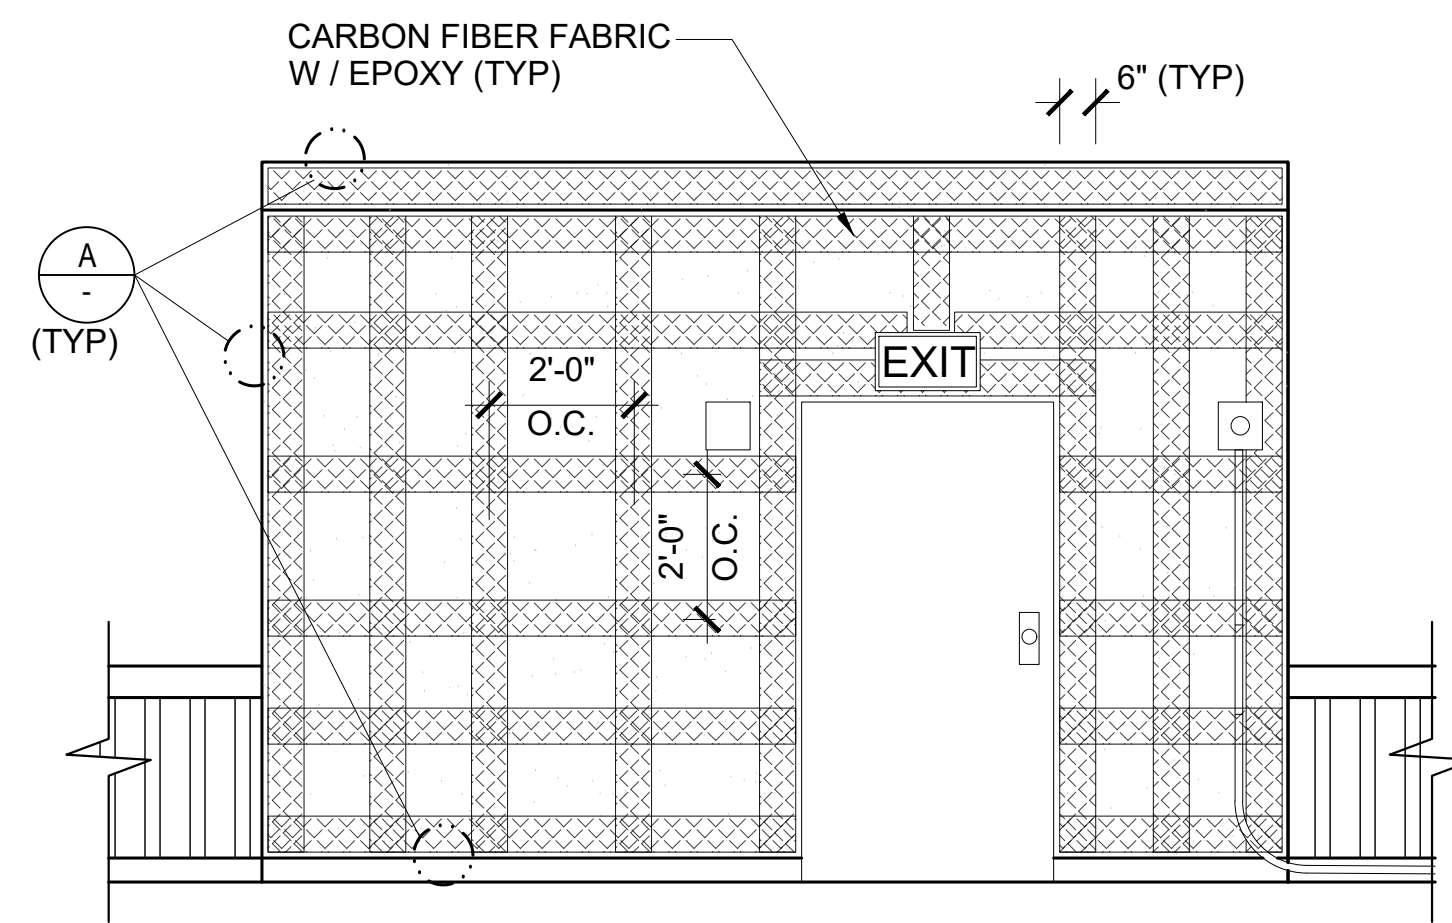 CARBON FIBER FABRIC
W / EPOXY (TYP)
6" (TYP)
A
-
(TYP)
EXIT
2'-0"
O.C.
2'-0"
O.C.